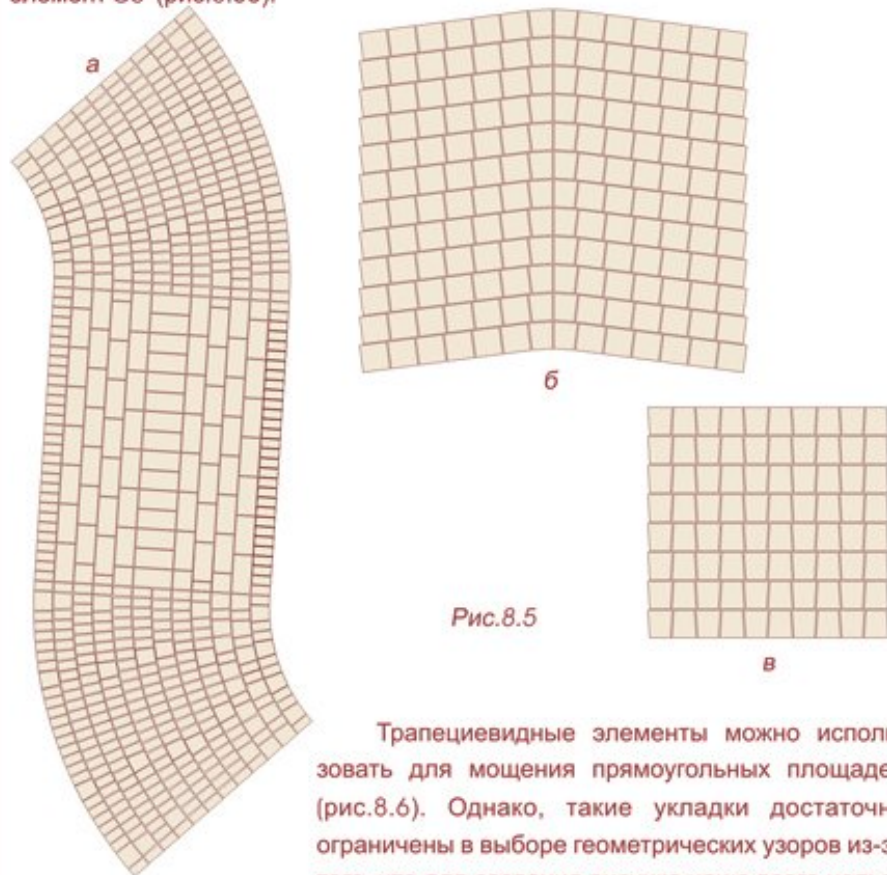 а
б
Рис.8.5
в
Трапециевидные элементы можно исполь
зовать для мощения прямоугольных площаде
(рис.8.6). Однако, такие укладки достаточн
ограничены в выборе геометрических узоров из-з